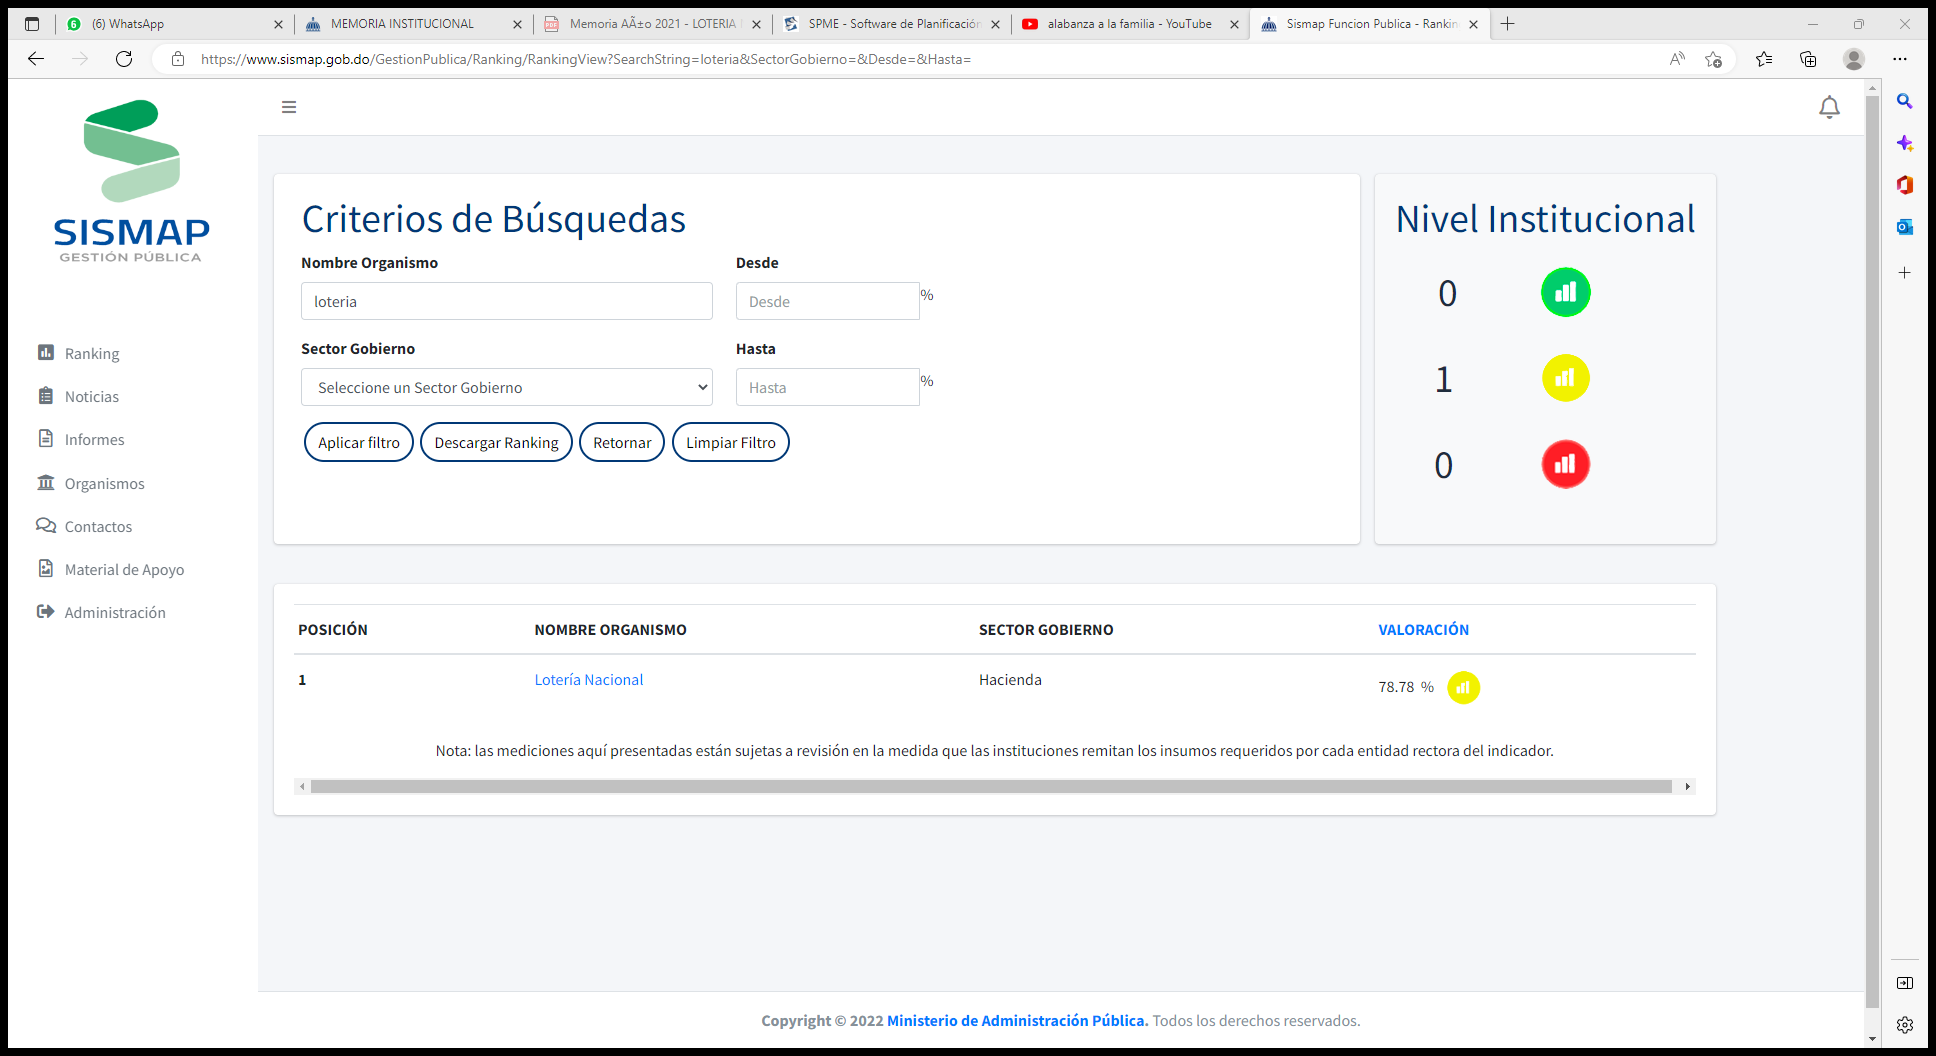 (6) WhatsApp
MEMORIA INSTITUCIONAL
Memoria AÃ±o 2021 - LOTERIA
SPME - Software de Planificación
alabanza a la familia - YouTube
Sismap Funcion Publica - Rankin
https://www.sismap.gob.do/GestionPublica/Ranking/RankingView?SearchString=loteria&SectorGobierno=&Desde=&Hasta=
SISMAP
GESTIÓN PÚBLICA
Ranking
Noticias
Informes
Organismos
Contactos
Material de Apoyo
Administración
Criterios de Búsquedas
Nombre Organismo
loteria
Desde
Desde %
Sector Gobierno
Seleccione un Sector Gobierno
Hasta
Hasta %
Aplicar filtro Descargar Ranking Retornar Limpiar Filtro
Nivel Institucional
0
1
0
POSICIÓN NOMBRE ORGANISMO SECTOR GOBIERNO VALORACIÓN
1 Lotería Nacional Hacienda 78.78 %
Nota: las mediciones aquí presentadas están sujetas a revisión en la medida que las instituciones remitan los insumos requeridos por cada entidad rectora del indicador.
Copyright © 2022 Ministerio de Administración Pública. Todos los derechos reservados.